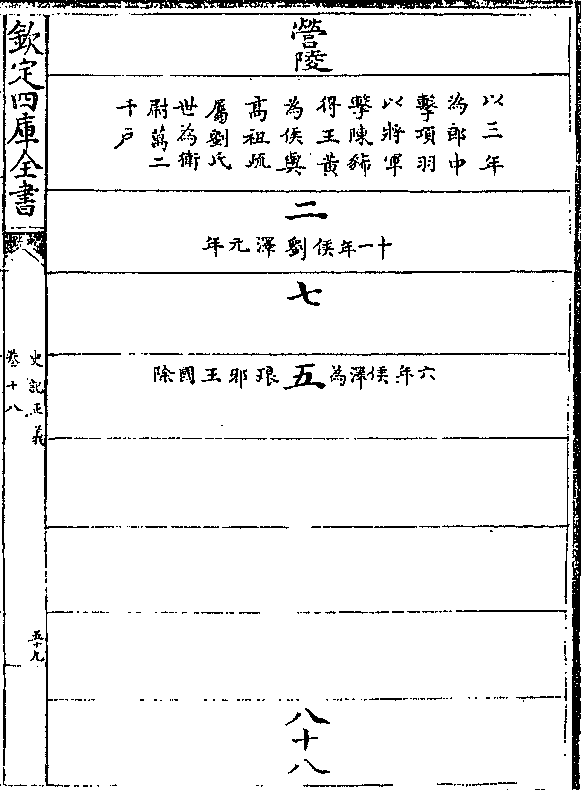 營陵
以三年
為郎中
擊項羽
以將軍
擊陳豨
得王黄
為侯與
高祖疏
屬劉氏
世為衛
尉萬二
千户
二
十一年侯劉澤元年
七
五
六年侯澤為琅邪王國除
八十八
欽定四庫全書
史記正義
卷十八
五十九